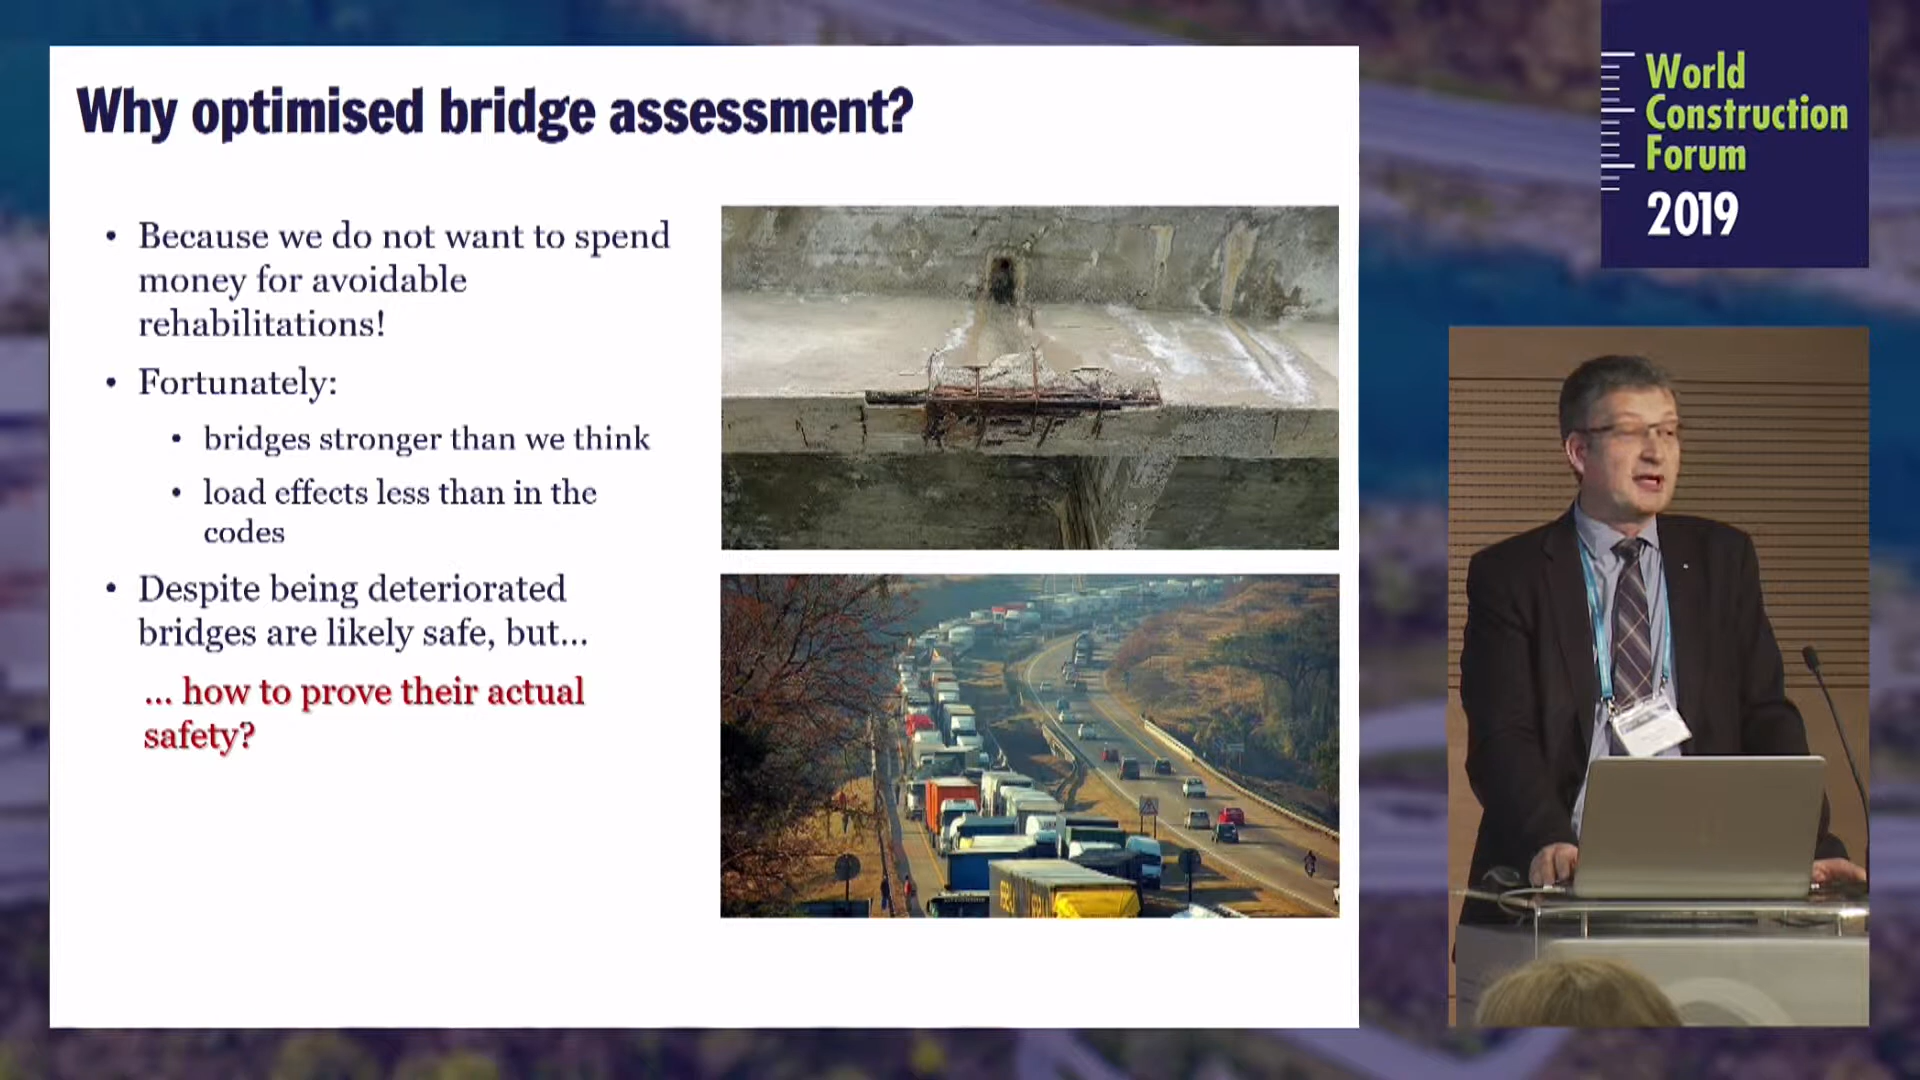 Why optimised bridge assessment?
• Because we do not want to spend
money for avoidable
rehabilitations!
• Fortunately:
• bridges stronger than we think
• load effects less than in the
codes
• Despite being deteriorated
bridges are likely safe, but...
... how to prove their actual
safety?
World
Construction
Forum
2019